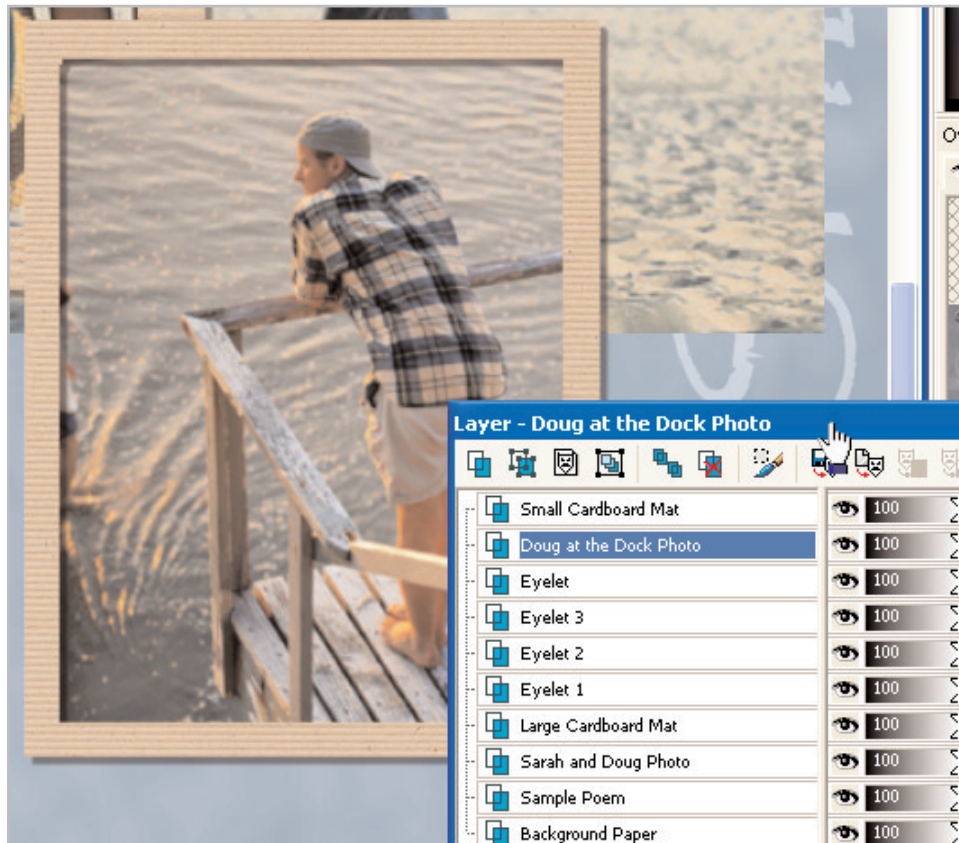 Ov
Layer - Doug at the Dock Photo
Small Cardboard Mat 100
Doug at the Dock Photo 100
Eyelet 100
Eyelet 3 100
Eyelet 2 100
Eyelet 1 100
Large Cardboard Mat 100
Sarah and Doug Photo 100
Sample Poem 100
Background Paper 100